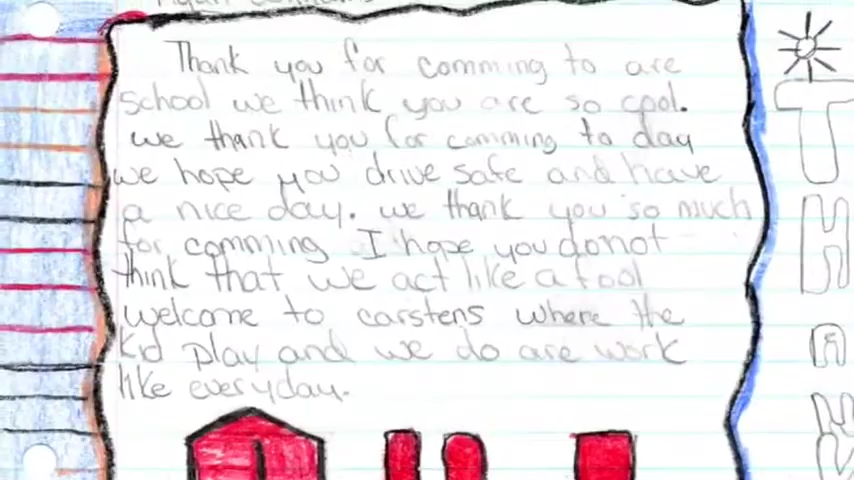 Thank you for comming to are
school we think you are so cool.
we thank you for comming to day
we hope you drive safe and have
a nice day. we thank you so much
for comming I hope you do not
think that we act like a fool
welcome to carstens where the
kid play and we do are work
like everyday.
T
H
A
N